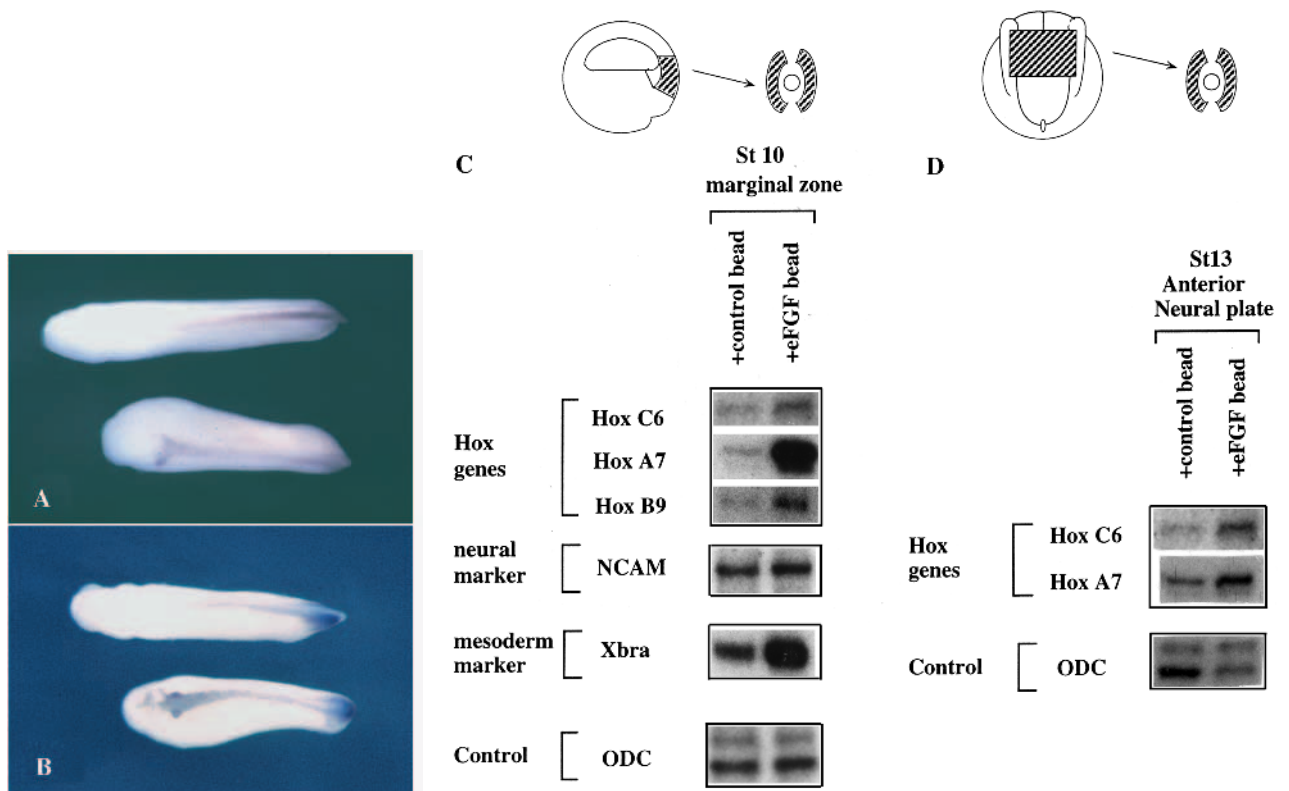 A
B
C
St 10
marginal zone
+control bead
+eFGF bead
Hox genes
Hox C6
Hox A7
Hox B9
neural marker
NCAM
mesoderm marker
Xbra
Control
ODC
D
St13
Anterior
Neural plate
+control bead
+eFGF bead
Hox genes
Hox C6
Hox A7
Control
ODC